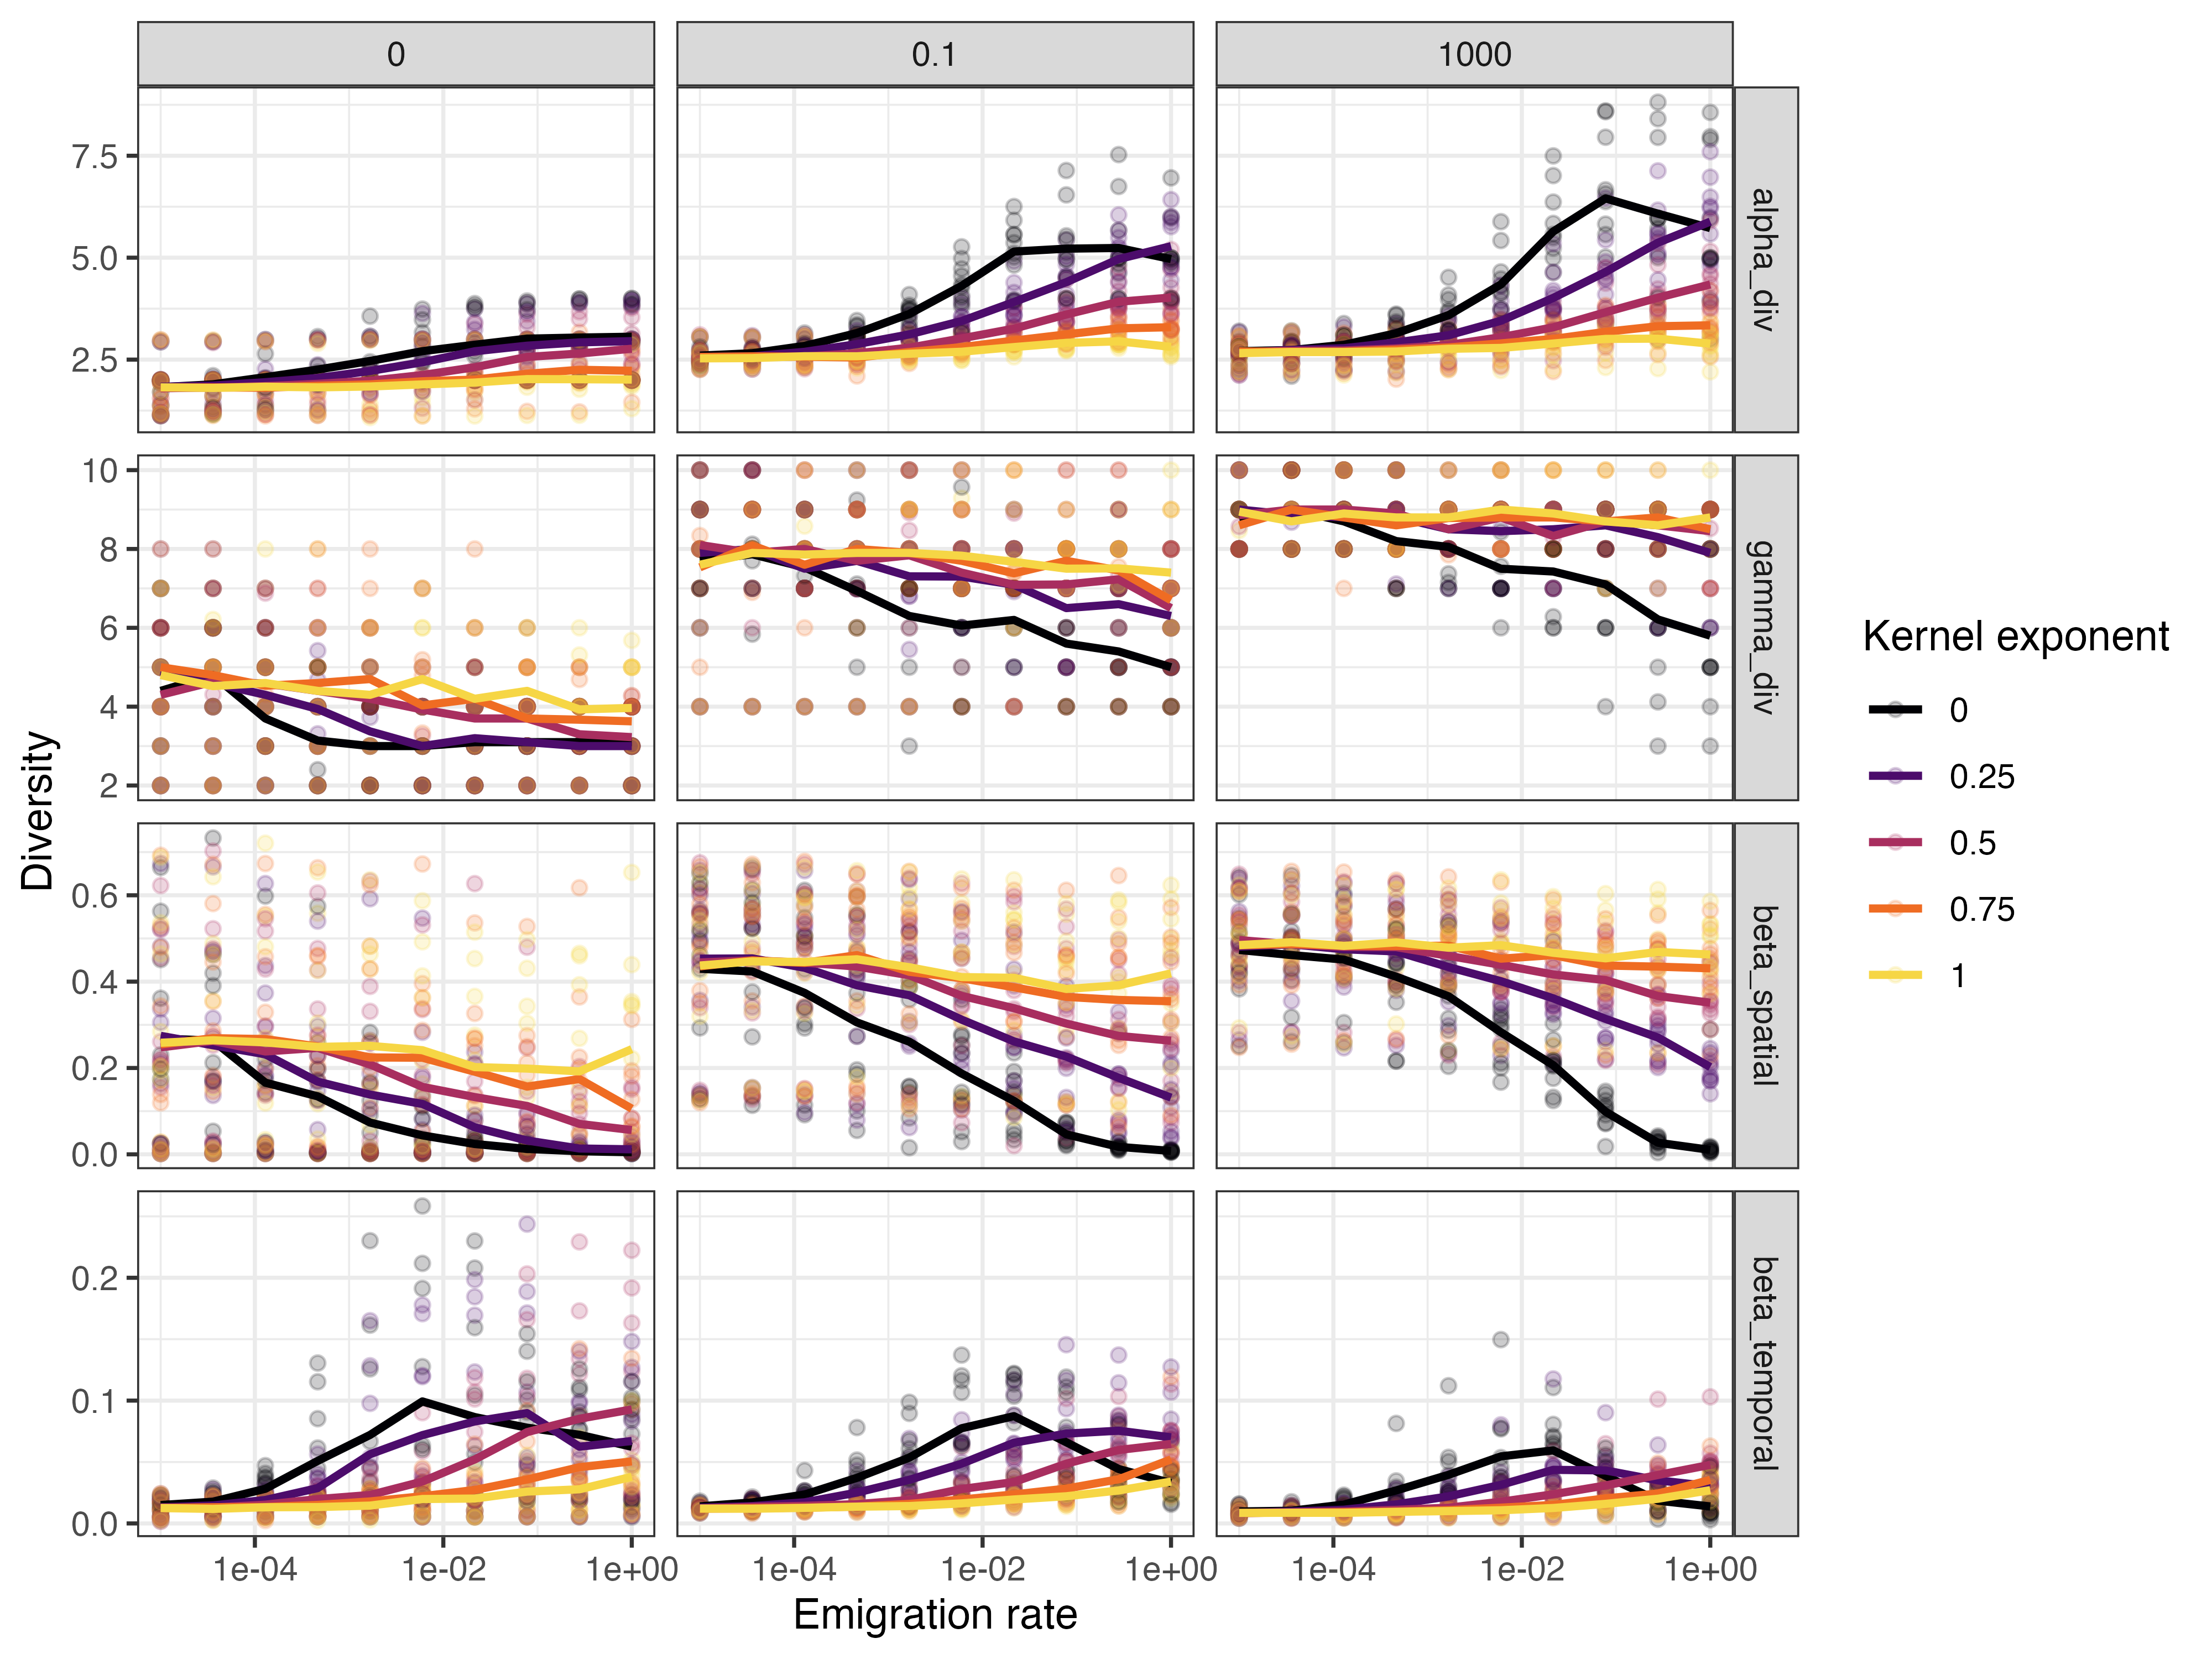 0 0.1 1000
7.5
5.0
2.5
alpha_div
10
8
6
4
2
gamma_div
0.6
0.4
0.2
0.0
beta_spatial
0.2
0.1
0.0
beta_temporal
1e-04 1e-02 1e+00 1e-04 1e-02 1e+00 1e-04 1e-02 1e+00
Emigration rate
Diversity
Kernel exponent
0
0.25
0.5
0.75
1